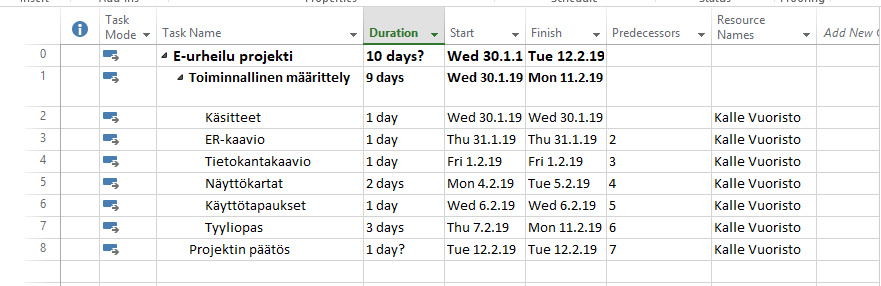 Task Mode Task Name Duration Start Finish Predecessors Resource Names Add New
0 E-urheilu projekti 10 days? Wed 30.1.1 Tue 12.2.19
1 Toiminnallinen määrittely 9 days Wed 30.1.19 Mon 11.2.19
2 Käsitteet 1 day Wed 30.1.19 Wed 30.1.19 Kalle Vuoristo
3 ER-kaavio 1 day Thu 31.1.19 Thu 31.1.19 2 Kalle Vuoristo
4 Tietokantakaavio 1 day Fri 1.2.19 Fri 1.2.19 3 Kalle Vuoristo
5 Näyttökartat 2 days Mon 4.2.19 Tue 5.2.19 4 Kalle Vuoristo
6 Käyttötapaukset 1 day Wed 6.2.19 Wed 6.2.19 5 Kalle Vuoristo
7 Tyyliopas 3 days Thu 7.2.19 Mon 11.2.19 6 Kalle Vuoristo
8 Projektin päätös 1 day? Tue 12.2.19 Tue 12.2.19 7 Kalle Vuoristo